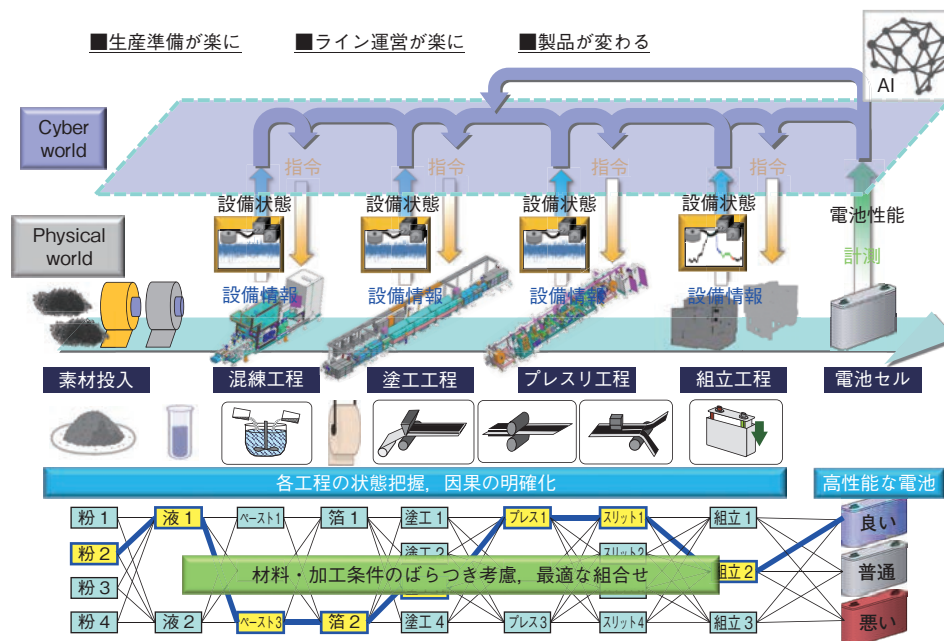 ■生産準備が楽に ■ライン運営が楽に ■製品が変わる
AI
Cyber
world
指令 指令 指令 指令
設備状態 設備状態 設備状態 設備状態
電池性能
Physical
world
計測
設備情報 設備情報 設備情報 設備情報
素材投入 混練工程 塗工工程 プレスリ工程 組立工程 電池セル
各工程の状態把握，因果の明確化 高性能な電池
粉1 液1 ペースト1 箔1 塗工1 プレス1 スリット1 組立1 良い
粉2 塗工2 スリット2 組立2
材料・加工条件のばらつき考慮，最適な組合せ 普通
粉3
粉4 液2 ペースト3 箔2 塗工4 プレス3 スリット4 組立3 悪い